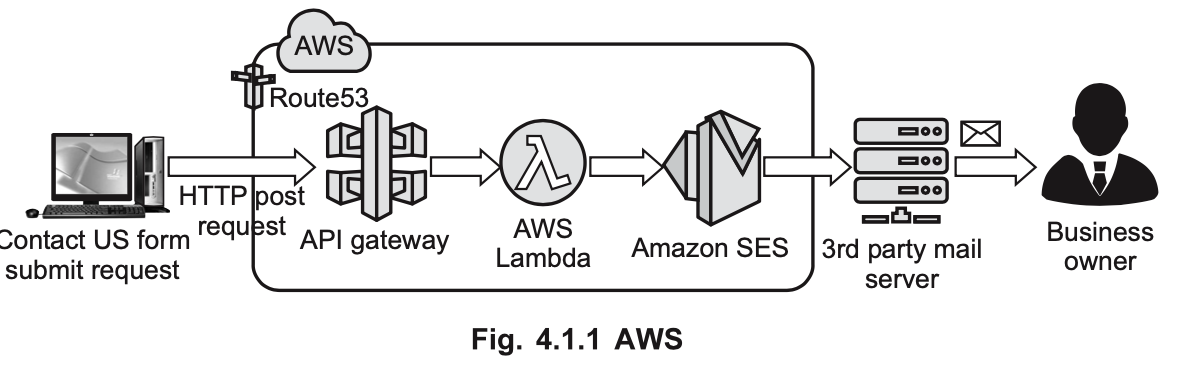 AWS
Route53
HTTP post
request
Contact US form
submit request
API gateway
AWS
Lambda
Amazon SES
3rd party mail
server
Business
owner
Fig. 4.1.1 AWS